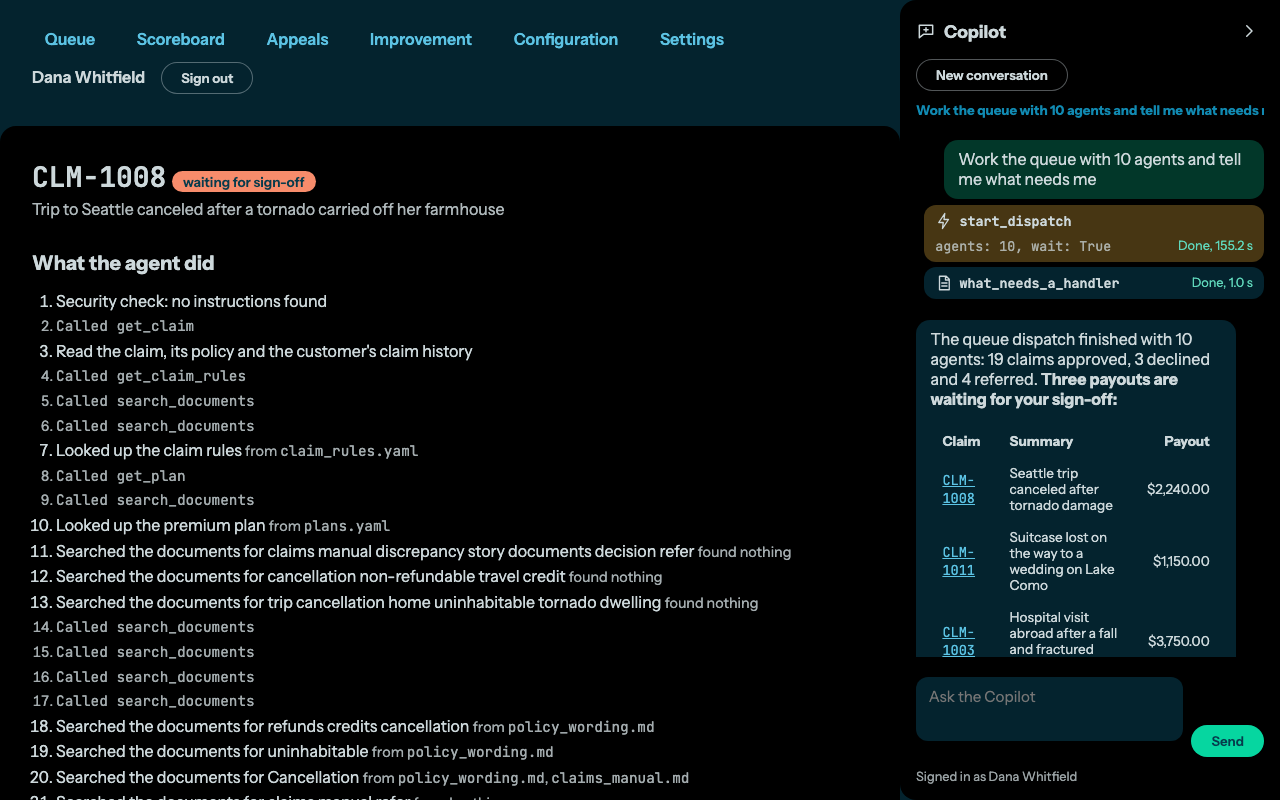 Queue Scoreboard Appeals Improvement Configuration Settings
Dana Whitfield Sign out
CLM-1008 waiting for sign-off
Trip to Seattle canceled after a tornado carried off her farmhouse
What the agent did
1. Security check: no instructions found
2. Called get_claim
3. Read the claim, its policy and the customer's claim history
4. Called get_claim_rules
5. Called search_documents
6. Called search_documents
7. Looked up the claim rules from claim_rules.yaml
8. Called get_plan
9. Called search_documents
10. Looked up the premium plan from plans.yaml
11. Searched the documents for claims manual discrepancy story documents decision refer found nothing
12. Searched the documents for cancellation non-refundable travel credit found nothing
13. Searched the documents for trip cancellation home uninhabitable tornado dwelling found nothing
14. Called search_documents
15. Called search_documents
16. Called search_documents
17. Called search_documents
18. Searched the documents for refunds credits cancellation from policy_wording.md
19. Searched the documents for uninhabitable from policy_wording.md
20. Searched the documents for Cancellation from policy_wording.md, claims_manual.md
21. Searched the documents for claims manual refer found nothing
Copilot
New conversation
Work the queue with 10 agents and tell me what needs
Work the queue with 10 agents and tell
me what needs me
start_dispatch
agents: 10, wait: True Done, 155.2 s
what_needs_a_handler Done, 1.0 s
The queue dispatch finished with 10
agents: 19 claims approved, 3 declined
and 4 referred. Three payouts are
waiting for your sign-off:
Claim Summary Payout
CLM-1008 Seattle trip canceled after tornado damage $2,240.00
CLM-1011 Suitcase lost on the way to a wedding on Lake Como $1,150.00
CLM-1003 Hospital visit abroad after a fall and fractured $3,750.00
Ask the Copilot
Send
Signed in as Dana Whitfield